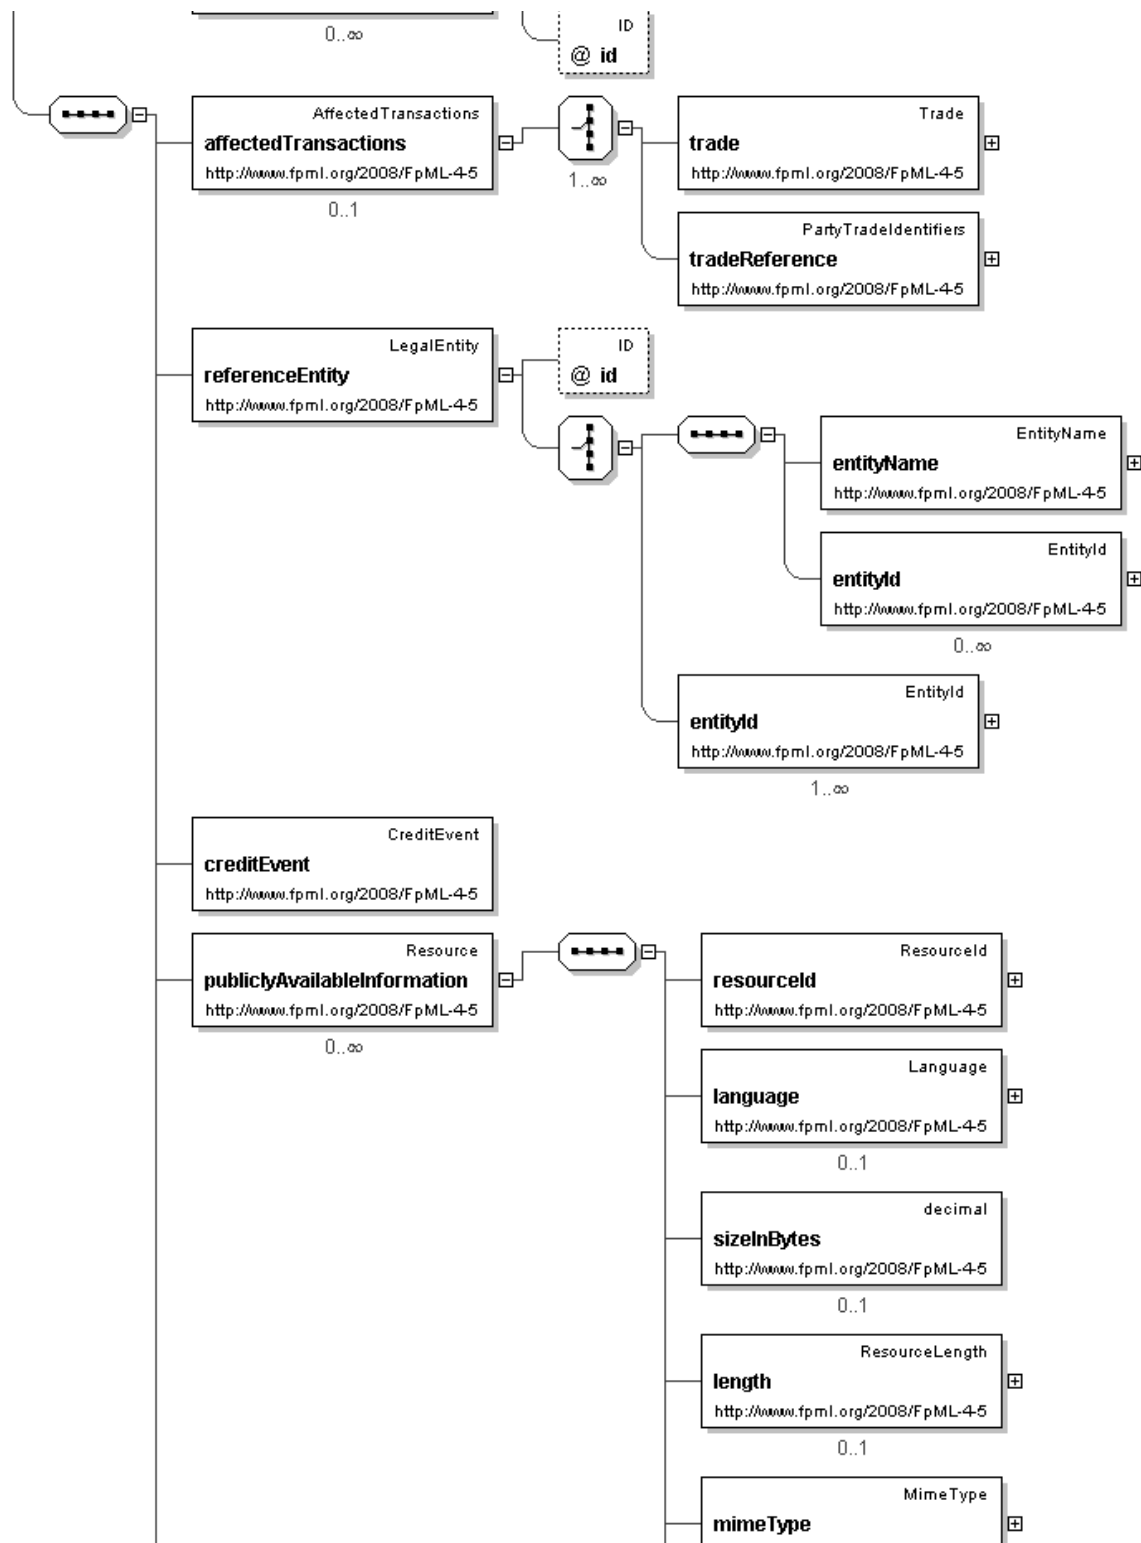 0..∞
ID
@ id
AffectedTransactions
affectedTransactions
http://www.fpml.org/2008/FpML-4-5
0..1
1..∞
Trade
trade
http://www.fpml.org/2008/FpML-4-5
PartyTradeIdentifiers
tradeReference
http://www.fpml.org/2008/FpML-4-5
LegalEntity
referenceEntity
http://www.fpml.org/2008/FpML-4-5
ID
@ id
EntityName
entityName
http://www.fpml.org/2008/FpML-4-5
EntityId
entityId
http://www.fpml.org/2008/FpML-4-5
0..∞
EntityId
entityId
http://www.fpml.org/2008/FpML-4-5
1..∞
CreditEvent
creditEvent
http://www.fpml.org/2008/FpML-4-5
Resource
publiclyAvailableInformation
http://www.fpml.org/2008/FpML-4-5
0..∞
ResourceId
resourceId
http://www.fpml.org/2008/FpML-4-5
Language
language
http://www.fpml.org/2008/FpML-4-5
0..1
decimal
sizeInBytes
http://www.fpml.org/2008/FpML-4-5
0..1
ResourceLength
length
http://www.fpml.org/2008/FpML-4-5
0..1
MimeType
mimeType